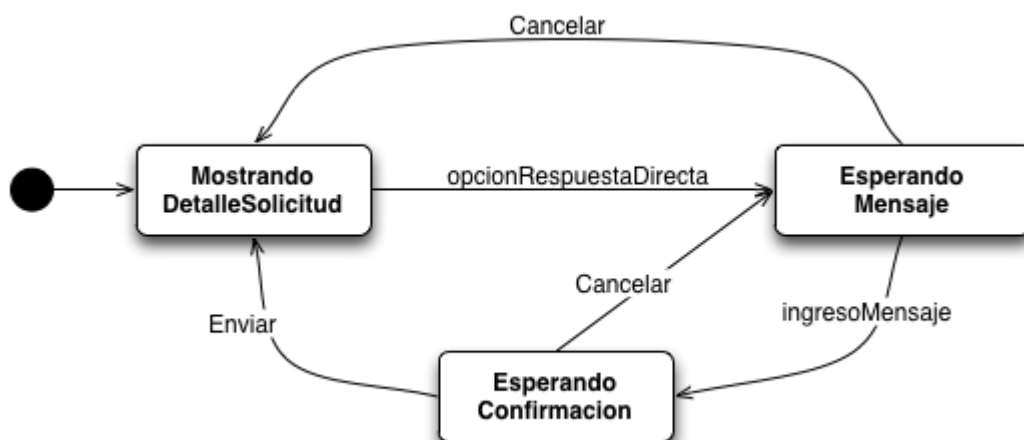 Cancelar
Mostrando
DetalleSolicitud
opcionRespuestaDirecta
Esperando
Mensaje
Cancelar
ingresoMensaje
Enviar
Esperando
Confirmacion